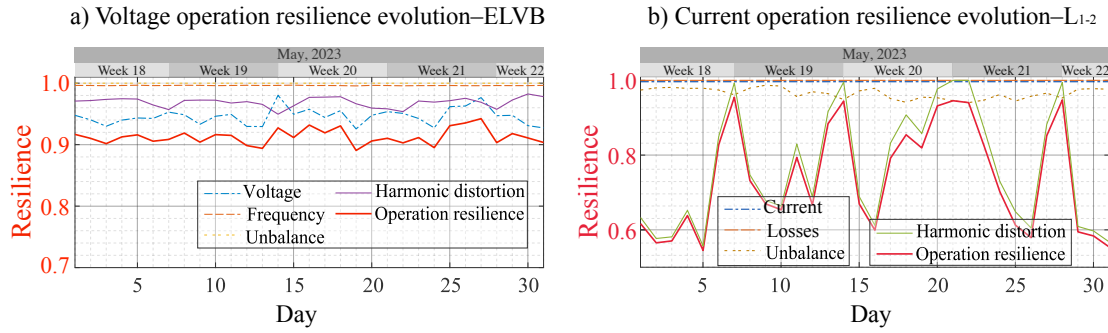 a) Voltage operation resilience evolution–ELVB
May, 2023
Week 18 Week 19 Week 20 Week 21 Week 22
1.0
0.9
0.8
0.7
Resilience
Voltage
Frequency
Unbalance
Harmonic distortion
Operation resilience
5 10 15 20 25 30
Day
b) Current operation resilience evolution–L1-2
May, 2023
Week 18 Week 19 Week 20 Week 21 Week 22
1.0
0.8
0.6
Resilience
Current
Losses
Unbalance
Harmonic distortion
Operation resilience
5 10 15 20 25 30
Day